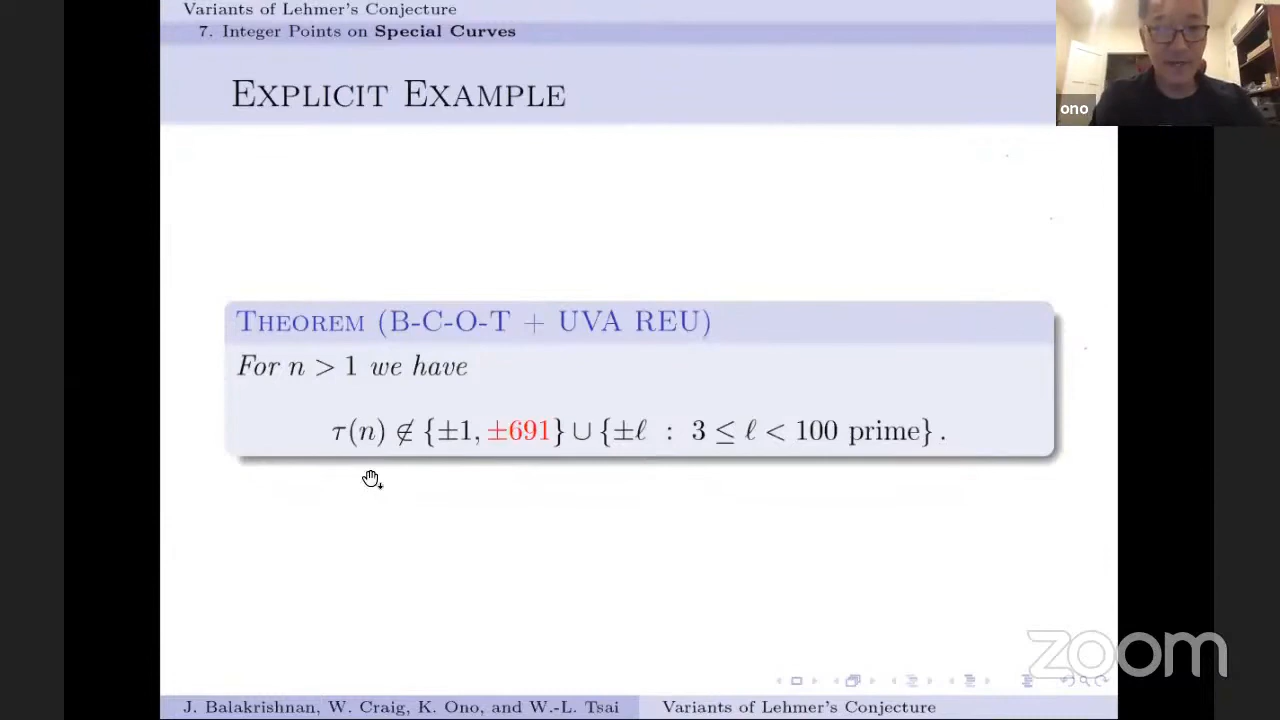 Variants of Lehmer's Conjecture
7. Integer Points on Special Curves
Explicit Example
ono
Theorem (B-C-O-T + UVA REU)
For n > 1 we have
τ(n) ∉ {±1, ±691} ∪ {±ℓ : 3 ≤ ℓ < 100 prime} .
zoom
J. Balakrishnan, W. Craig, K. Ono, and W.-L. Tsai
Variants of Lehmer's Conjecture